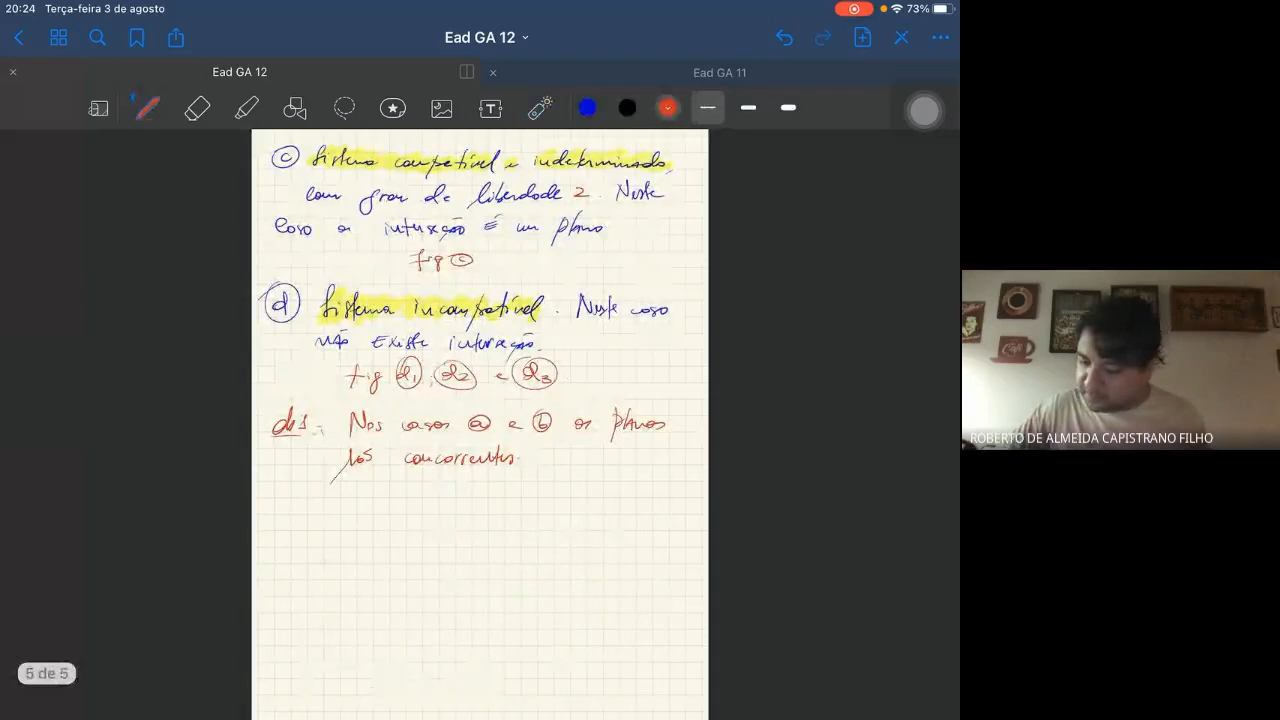 20:24 Terça-feira 3 de agosto 73%
Ead GA 12
Ead GA 12 Ead GA 11
c Sistema compatível e indeterminado,
com grau de liberdade 2. Neste
caso a interseção é um plano
fig c
d Sistema incompatível. Neste caso
não existe interseção.
fig d1, d2 e d3
Obs: Nos casos a e b os planos
são concorrentes.
5 de 5
ROBERTO DE ALMEIDA CAPISTRANO FILHO